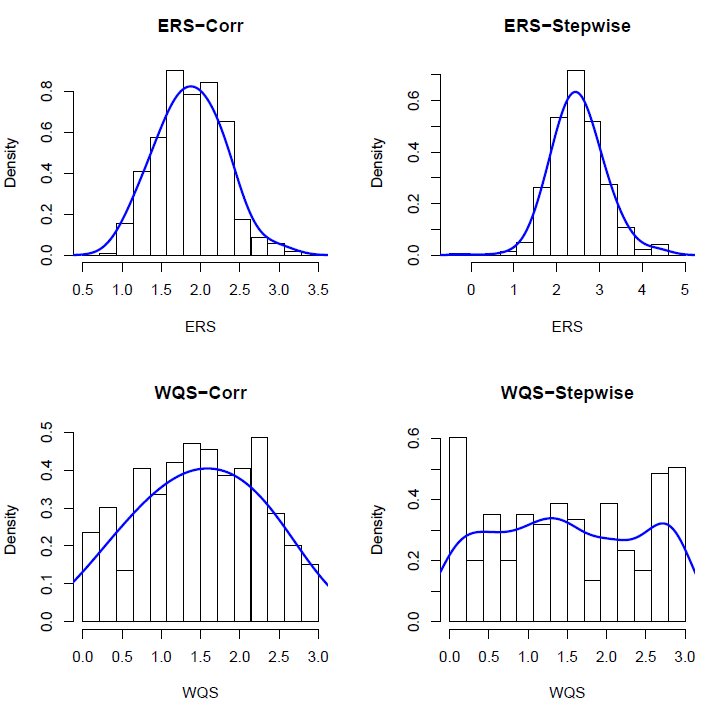 ERS−Corr
Density
0.0 0.2 0.4 0.6 0.8
0.5 1.0 1.5 2.0 2.5 3.0 3.5
ERS
ERS−Stepwise
Density
0.0 0.2 0.4 0.6
0 1 2 3 4 5
ERS
WQS−Corr
Density
0.0 0.1 0.2 0.3 0.4 0.5
0.0 0.5 1.0 1.5 2.0 2.5 3.0
WQS
WQS−Stepwise
Density
0.0 0.2 0.4 0.6
0.0 0.5 1.0 1.5 2.0 2.5 3.0
WQS